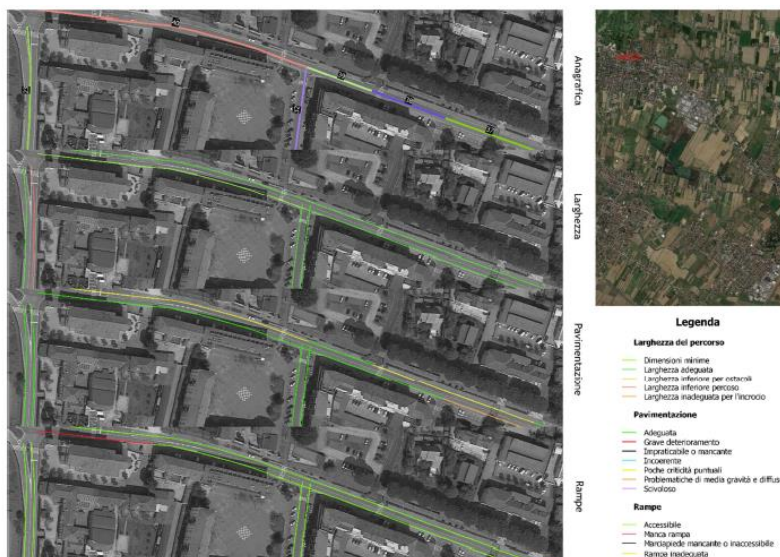 Anagrafica
Larghezza
Pavimentazione
Rampe
Legenda
Larghezza del percorso
Dimensioni minime
Larghezza adeguata
Larghezza inferiore per ostacoli
Larghezza inferiore percoso
Larghezza inadeguata per l'incrocio
Pavimentazione
Adeguata
Grave deterioramento
Impraticabile o mancante
Incoerente
Poche criticità puntuali
Problematiche di media gravità e diffus
Scivoloso
Rampe
Accessibile
Manca rampa
Marciapiede mancante o inaccessibile
Rampa inadeguata